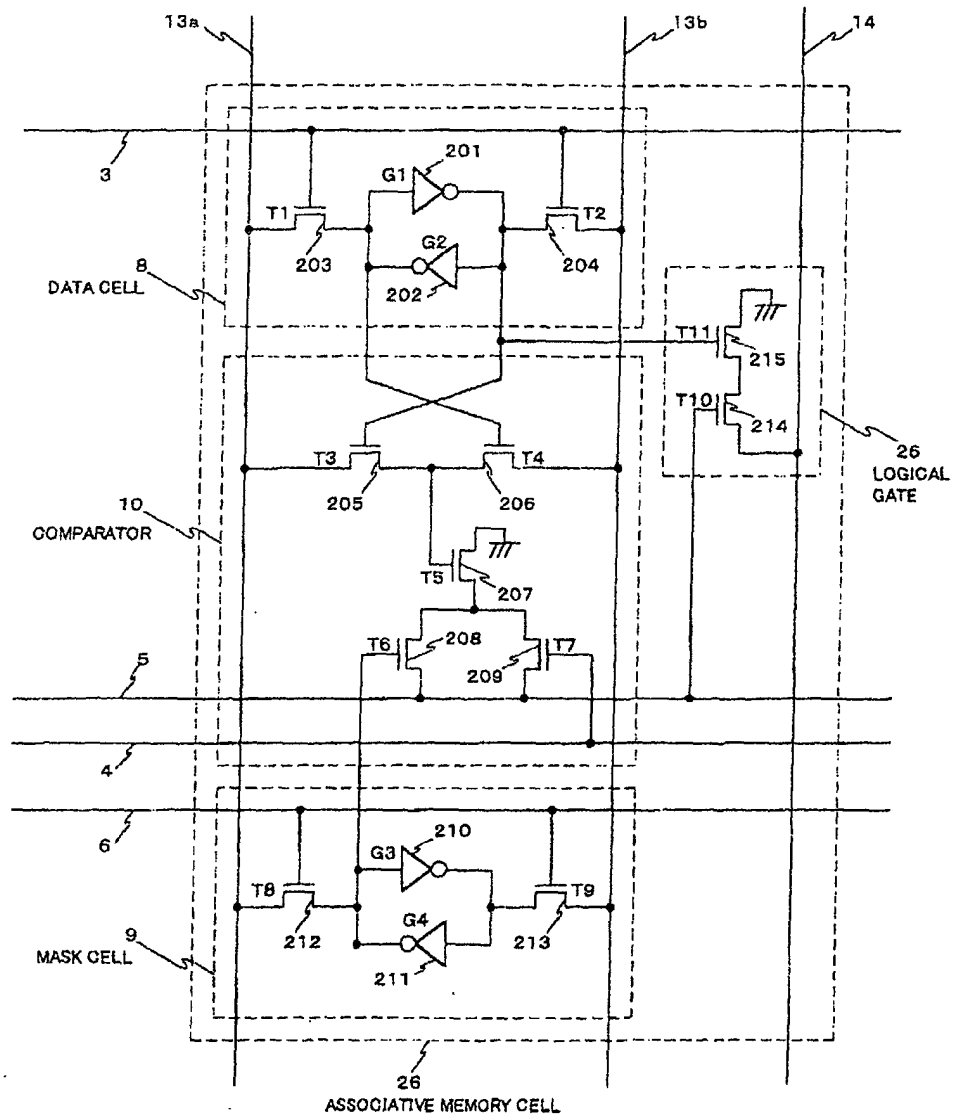 13a
13b
14
3
201
G1
T1
T2
G2
203
202
204
8
DATA CELL
T11
215
T10
214
T3
T4
26
LOGICAL
GATE
205
206
10
COMPARATOR
T5
207
T6
208
T7
209
5
4
6
210
G3
T8
T9
G4
212
213
211
9
MASK CELL
26
ASSOCIATIVE MEMORY CELL